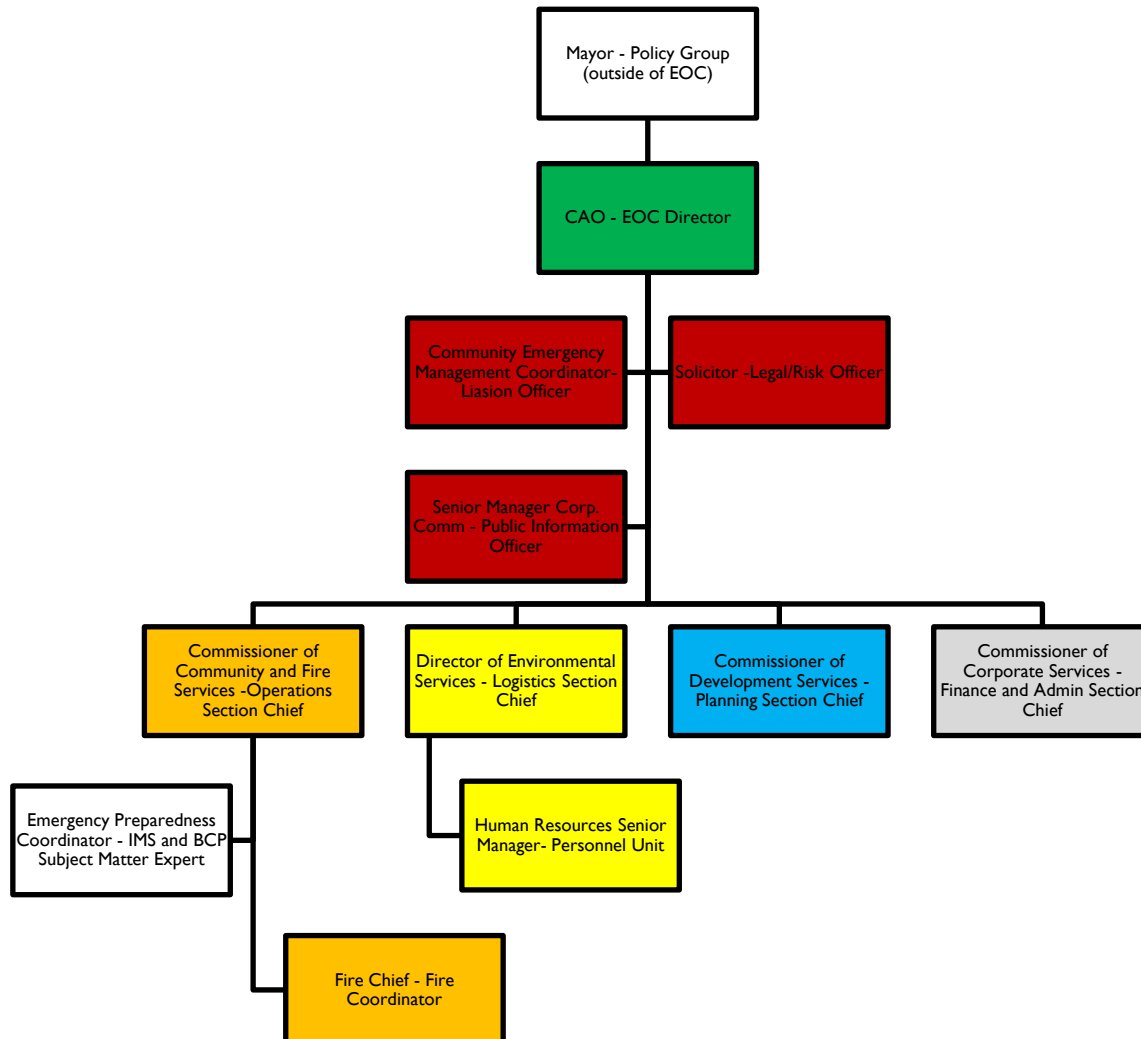 Mayor - Policy Group
(outside of EOC)
CAO - EOC Director
Community Emergency
Management Coordinator-
Liasion Officer
Solicitor -Legal/Risk Officer
Senior Manager Corp.
Comm - Public Information
Officer
Commissioner of
Community and Fire
Services -Operations
Section Chief
Director of Environmental
Services - Logistics Section
Chief
Commissioner of
Development Services -
Planning Section Chief
Commissioner of
Corporate Services -
Finance and Admin Section
Chief
Emergency Preparedness
Coordinator - IMS and BCP
Subject Matter Expert
Human Resources Senior
Manager- Personnel Unit
Fire Chief - Fire
Coordinator